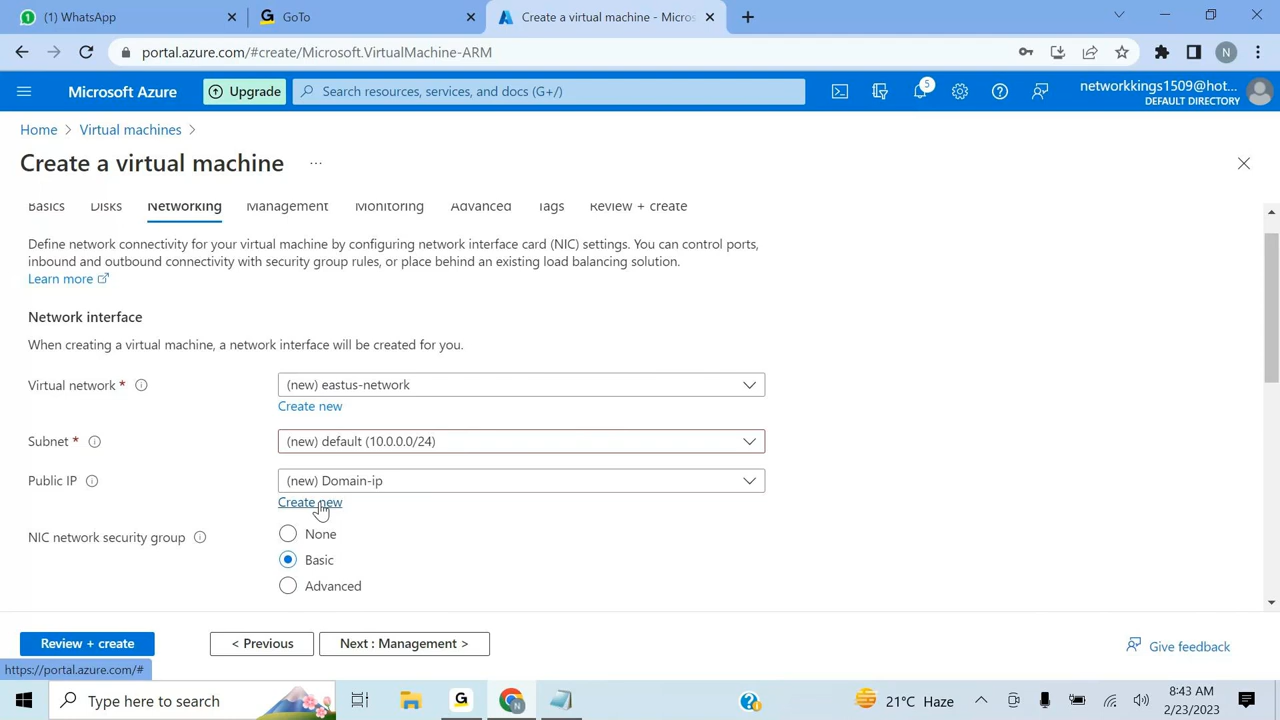 (1) WhatsApp
GoTo
Create a virtual machine - Micros
portal.azure.com/#create/Microsoft.VirtualMachine-ARM
N
Microsoft Azure
Upgrade
Search resources, services, and docs (G+/)
5
networkkings1509@hot...
DEFAULT DIRECTORY
Home > Virtual machines >
Create a virtual machine ...
Basics Disks Networking Management Monitoring Advanced Tags Review + create
Define network connectivity for your virtual machine by configuring network interface card (NIC) settings. You can control ports,
inbound and outbound connectivity with security group rules, or place behind an existing load balancing solution.
Learn more
Network interface
When creating a virtual machine, a network interface will be created for you.
Virtual network *
(new) eastus-network
Create new
Subnet *
(new) default (10.0.0.0/24)
Public IP
(new) Domain-ip
Create new
NIC network security group
None
Basic
Advanced
Review + create
< Previous
Next : Management >
Give feedback
https://portal.azure.com/#
Type here to search
21°C Haze
8:43 AM
2/23/2023